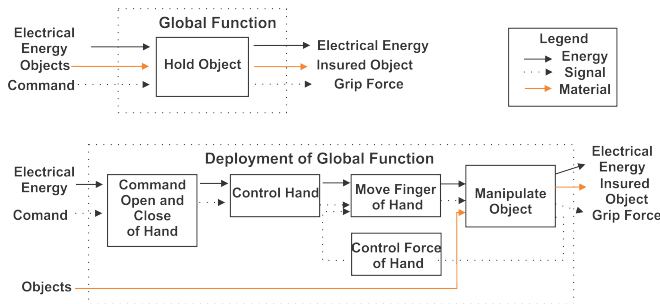 Global Function
Electrical
Energy
Objects
Command
Hold Object
Electrical Energy
Insured Object
Grip Force
Legend
Energy
Signal
Material
Deployment of Global Function
Electrical
Energy
Comand
Objects
Command
Open and
Close
of Hand
Control Hand
Move Finger
of Hand
Control Force
of Hand
Manipulate
Object
Electrical
Energy
Insured
Object
Grip Force